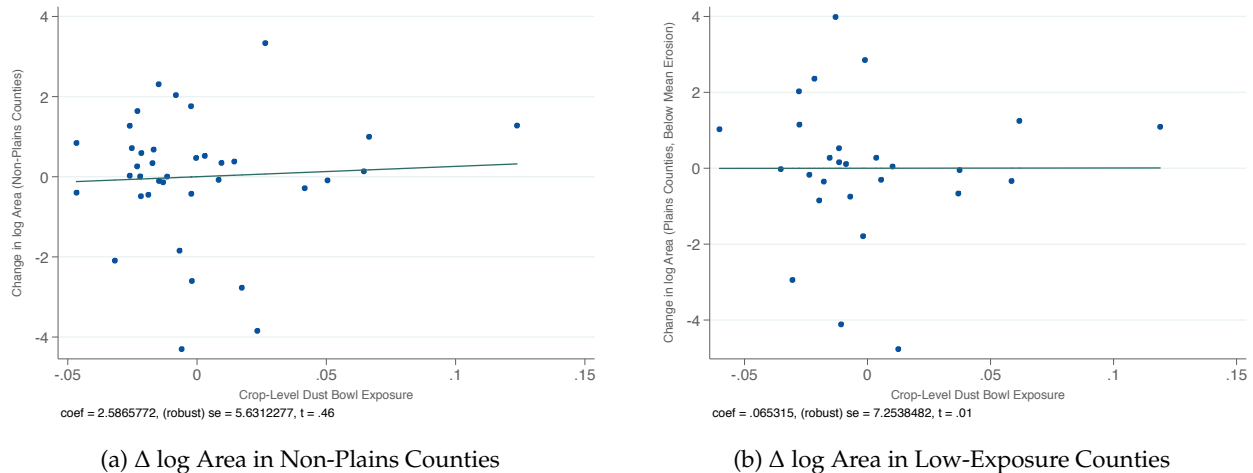 4
2
0
-2
-4
Change in log Area (Non-Plains Counties)
-.05 0 .05 .1 .15
Crop-Level Dust Bowl Exposure
coef = 2.5865772, (robust) se = 5.6312277, t = .46
(a) Δ log Area in Non-Plains Counties
4
2
0
-2
-4
Change in log Area (Plains Counties, Below Mean Erosion)
-.05 0 .05 .1 .15
Crop-Level Dust Bowl Exposure
coef = .065315, (robust) se = 7.2538482, t = .01
(b) Δ log Area in Low-Exposure Counties